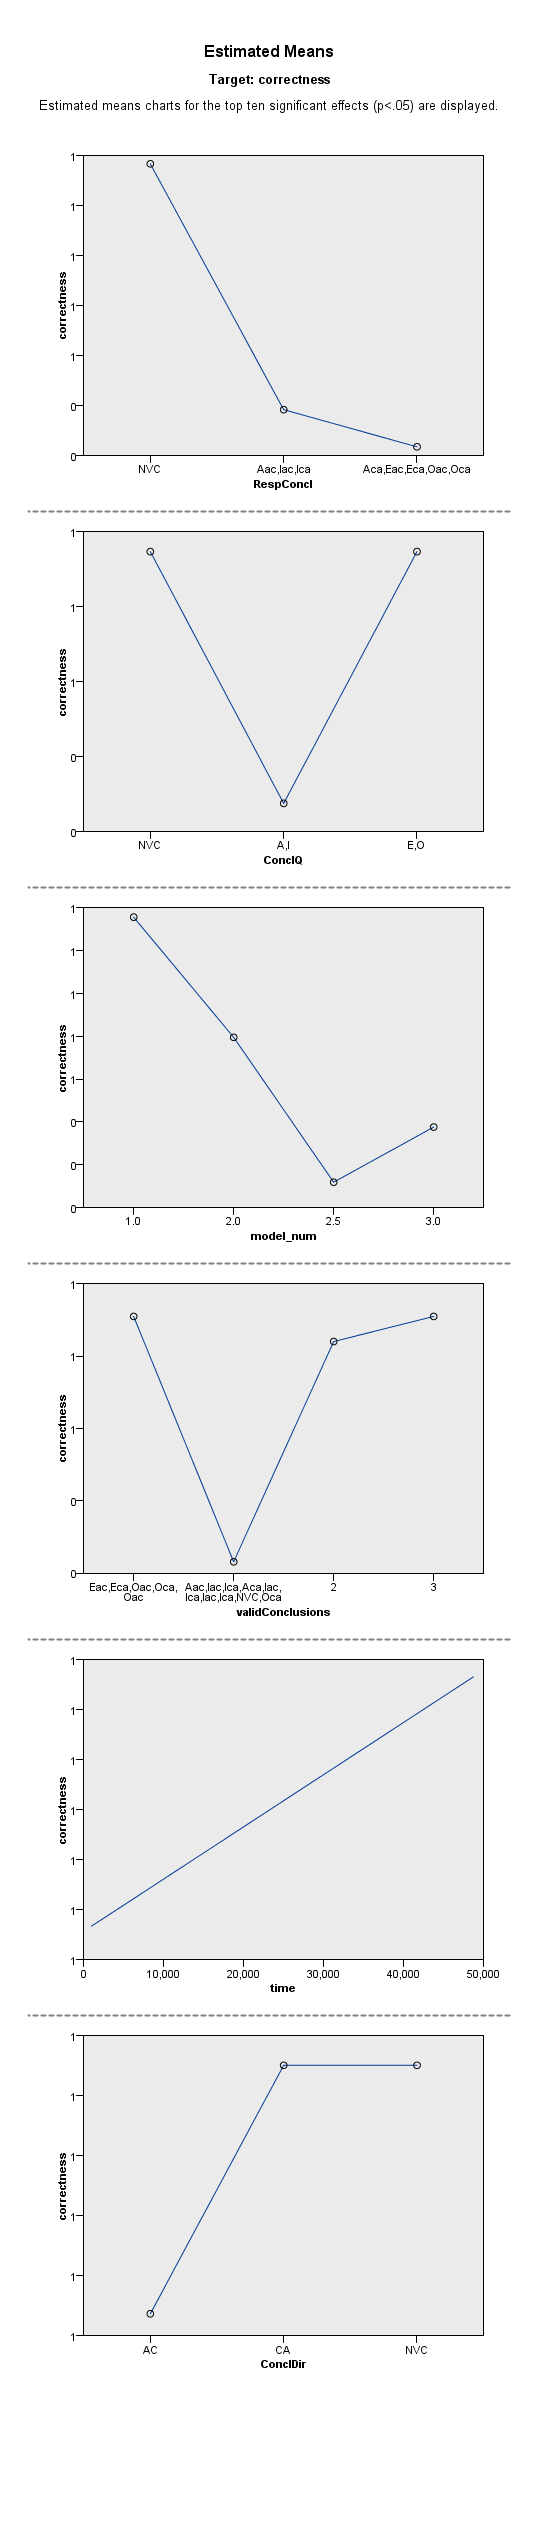 Estimated Means
Target: correctness
Estimated means charts for the top ten significant effects (p<.05) are displayed.
1
1
1
1
1
0
0
correctness
NVC
Aac,Iac,Ica
Aca,Eac,Eca,Oac,Oca
RespConcl
1
1
1
0
0
correctness
NVC
A,I
E,O
ConclQ
1
1
1
1
1
0
0
0
correctness
1.0
2.0
2.5
3.0
model_num
1
1
1
0
0
correctness
Eac,Eca,Oac,Oca,
Oac
Aac,Iac,Ica,Aca,Iac,
Ica,Iac,Ica,NVC,Oca
2
3
validConclusions
1
1
1
1
1
1
1
correctness
0
10,000
20,000
30,000
40,000
50,000
time
1
1
1
1
1
1
correctness
AC
CA
NVC
ConclDir